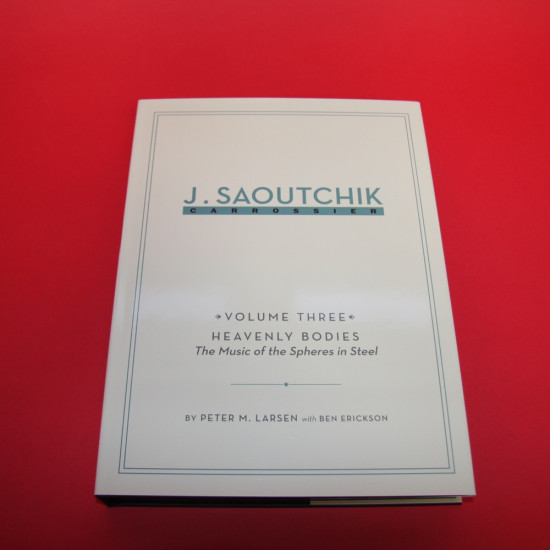 J. SAOUTCHIK
CARROSSIER
VOLUME THREE
HEAVENLY BODIES
The Music of the Spheres in Steel
BY PETER M. LARSEN with BEN ERICKSON